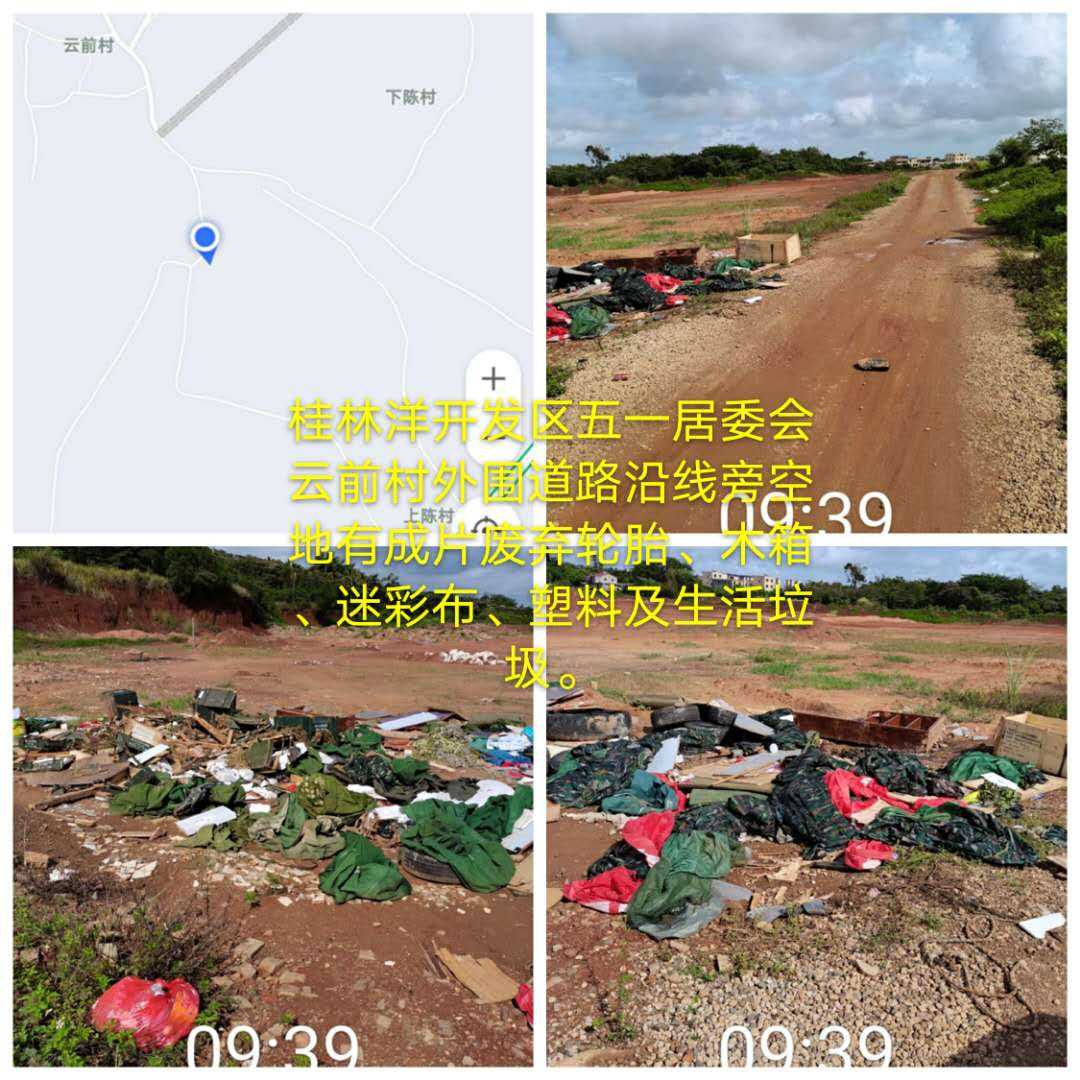 云前村
下陈村
上陈村
09:39
桂林洋开发区五一居委会
云前村外围道路沿线旁空
地有成片废弃轮胎、木箱
、迷彩布、塑料及生活垃
圾。
09:39
09:39